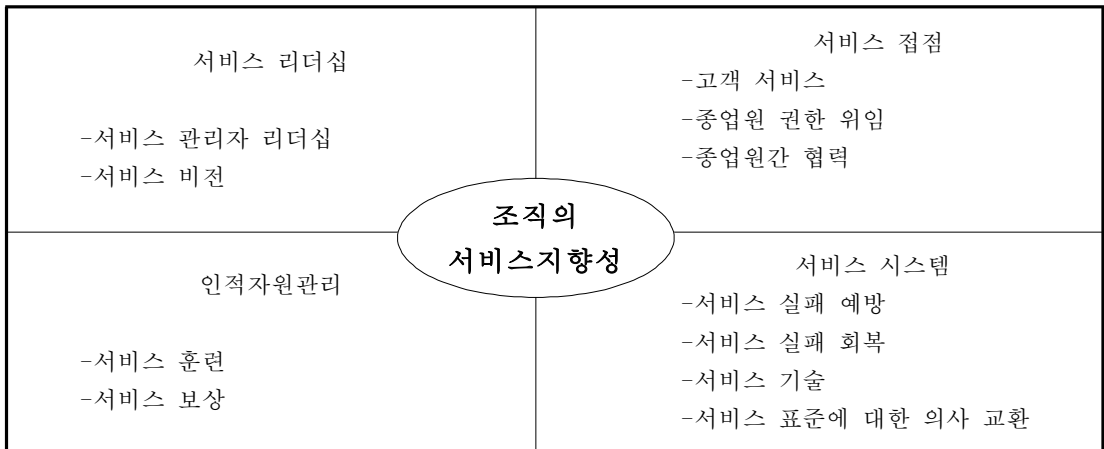 서비스 리더십
-서비스 관리자 리더십
-서비스 비전
서비스 접점
-고객 서비스
-종업원 권한 위임
-종업원간 협력
조직의
서비스지향성
인적자원관리
-서비스 훈련
-서비스 보상
서비스 시스템
-서비스 실패 예방
-서비스 실패 회복
-서비스 기술
-서비스 표준에 대한 의사 교환